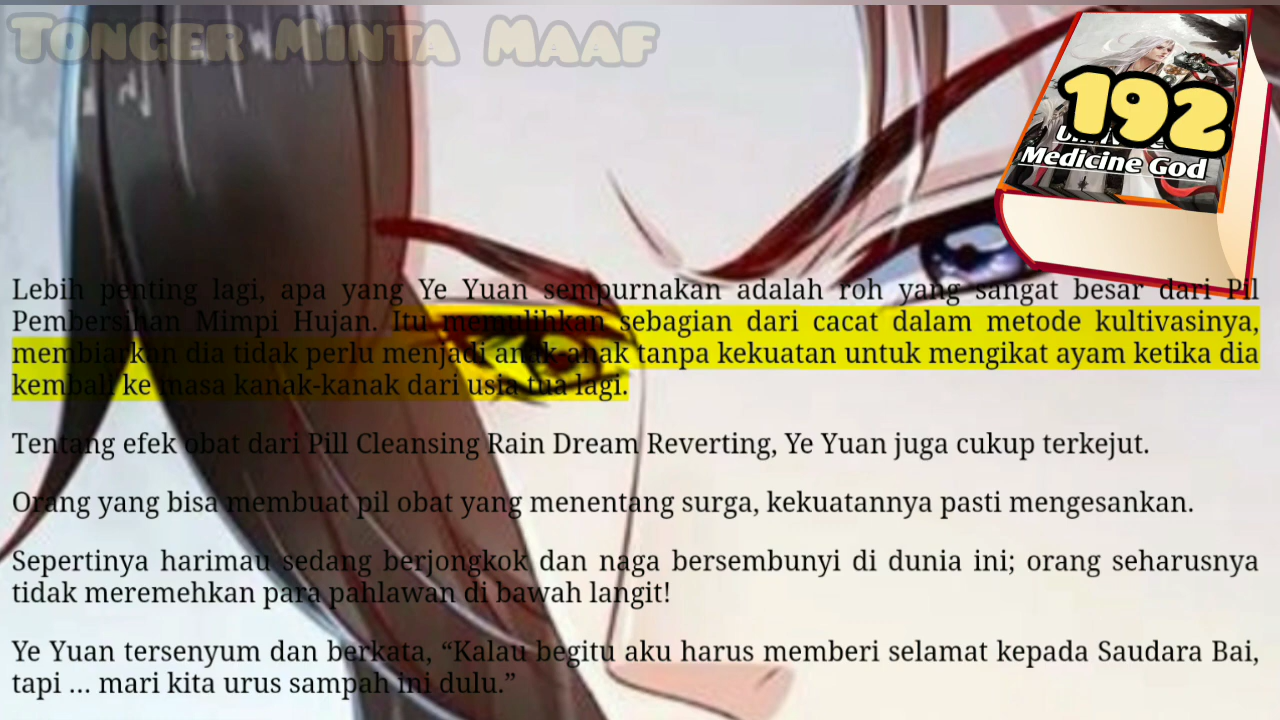 Tonger Minta Maaf
192
Medicine God
Lebih penting lagi, apa yang Ye Yuan sempurnakan adalah roh yang sangat besar dari Pil
Pembersihan Mimpi Hujan. Itu memulihkan sebagian dari cacat dalam metode kultivasinya,
membiarkan dia tidak perlu menjadi anak-anak tanpa kekuatan untuk mengikat ayam ketika dia
kembali ke masa kanak-kanak dari usia tua lagi.
Tentang efek obat dari Pill Cleansing Rain Dream Reverting, Ye Yuan juga cukup terkejut.
Orang yang bisa membuat pil obat yang menentang surga, kekuatannya pasti mengesankan.
Sepertinya harimau sedang berjongkok dan naga bersembunyi di dunia ini; orang seharusnya
tidak meremehkan para pahlawan di bawah langit!
Ye Yuan tersenyum dan berkata, “Kalau begitu aku harus memberi selamat kepada Saudara Bai,
tapi ... mari kita urus sampah ini dulu.”